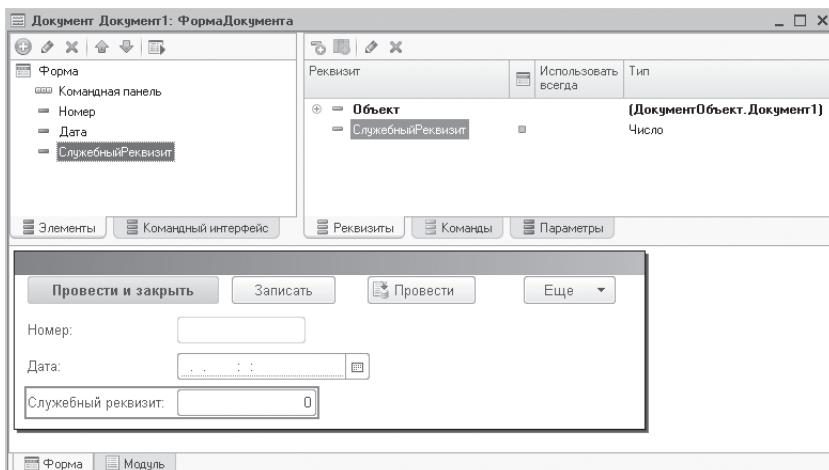 Документ Документ1: ФормаДокумента
Форма
Командная панель
Номер
Дата
СлужебныйРеквизит
Элементы
Командный интерфейс
Реквизит
Использовать всегда
Тип
Объект
(ДокументОбъект.Документ1)
СлужебныйРеквизит
Число
Реквизиты
Команды
Параметры
Провести и закрыть
Записать
Провести
Еще
Номер:
Дата:
. . : :
Служебный реквизит:
0
Форма
Модуль